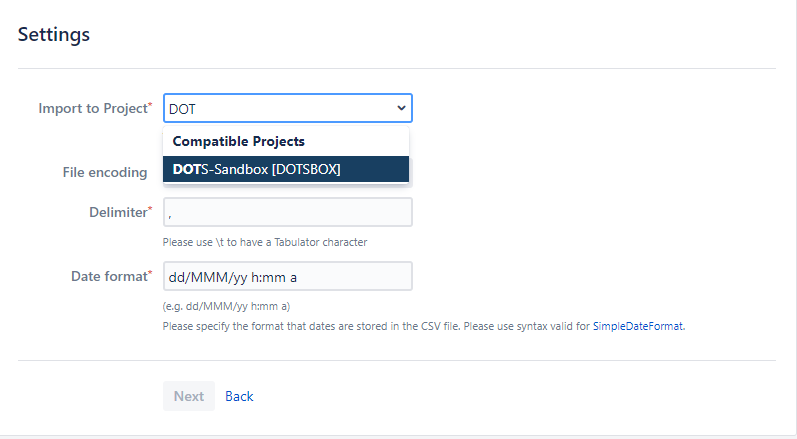 Settings
Import to Project*
DOT
Compatible Projects
DOTS-Sandbox [DOTSBOX]
File encoding
Delimiter*
,
Please use \t to have a Tabulator character
Date format*
dd/MMM/yy h:mm a
(e.g. dd/MMM/yy h:mm a)
Please specify the format that dates are stored in the CSV file. Please use syntax valid for SimpleDateFormat.
Next
Back